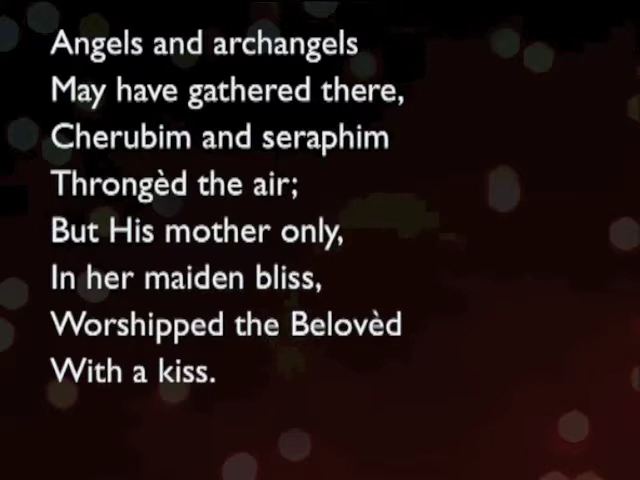 Angels and archangels
May have gathered there,
Cherubim and seraphim
Throngèd the air;
But His mother only,
In her maiden bliss,
Worshipped the Belovèd
With a kiss.